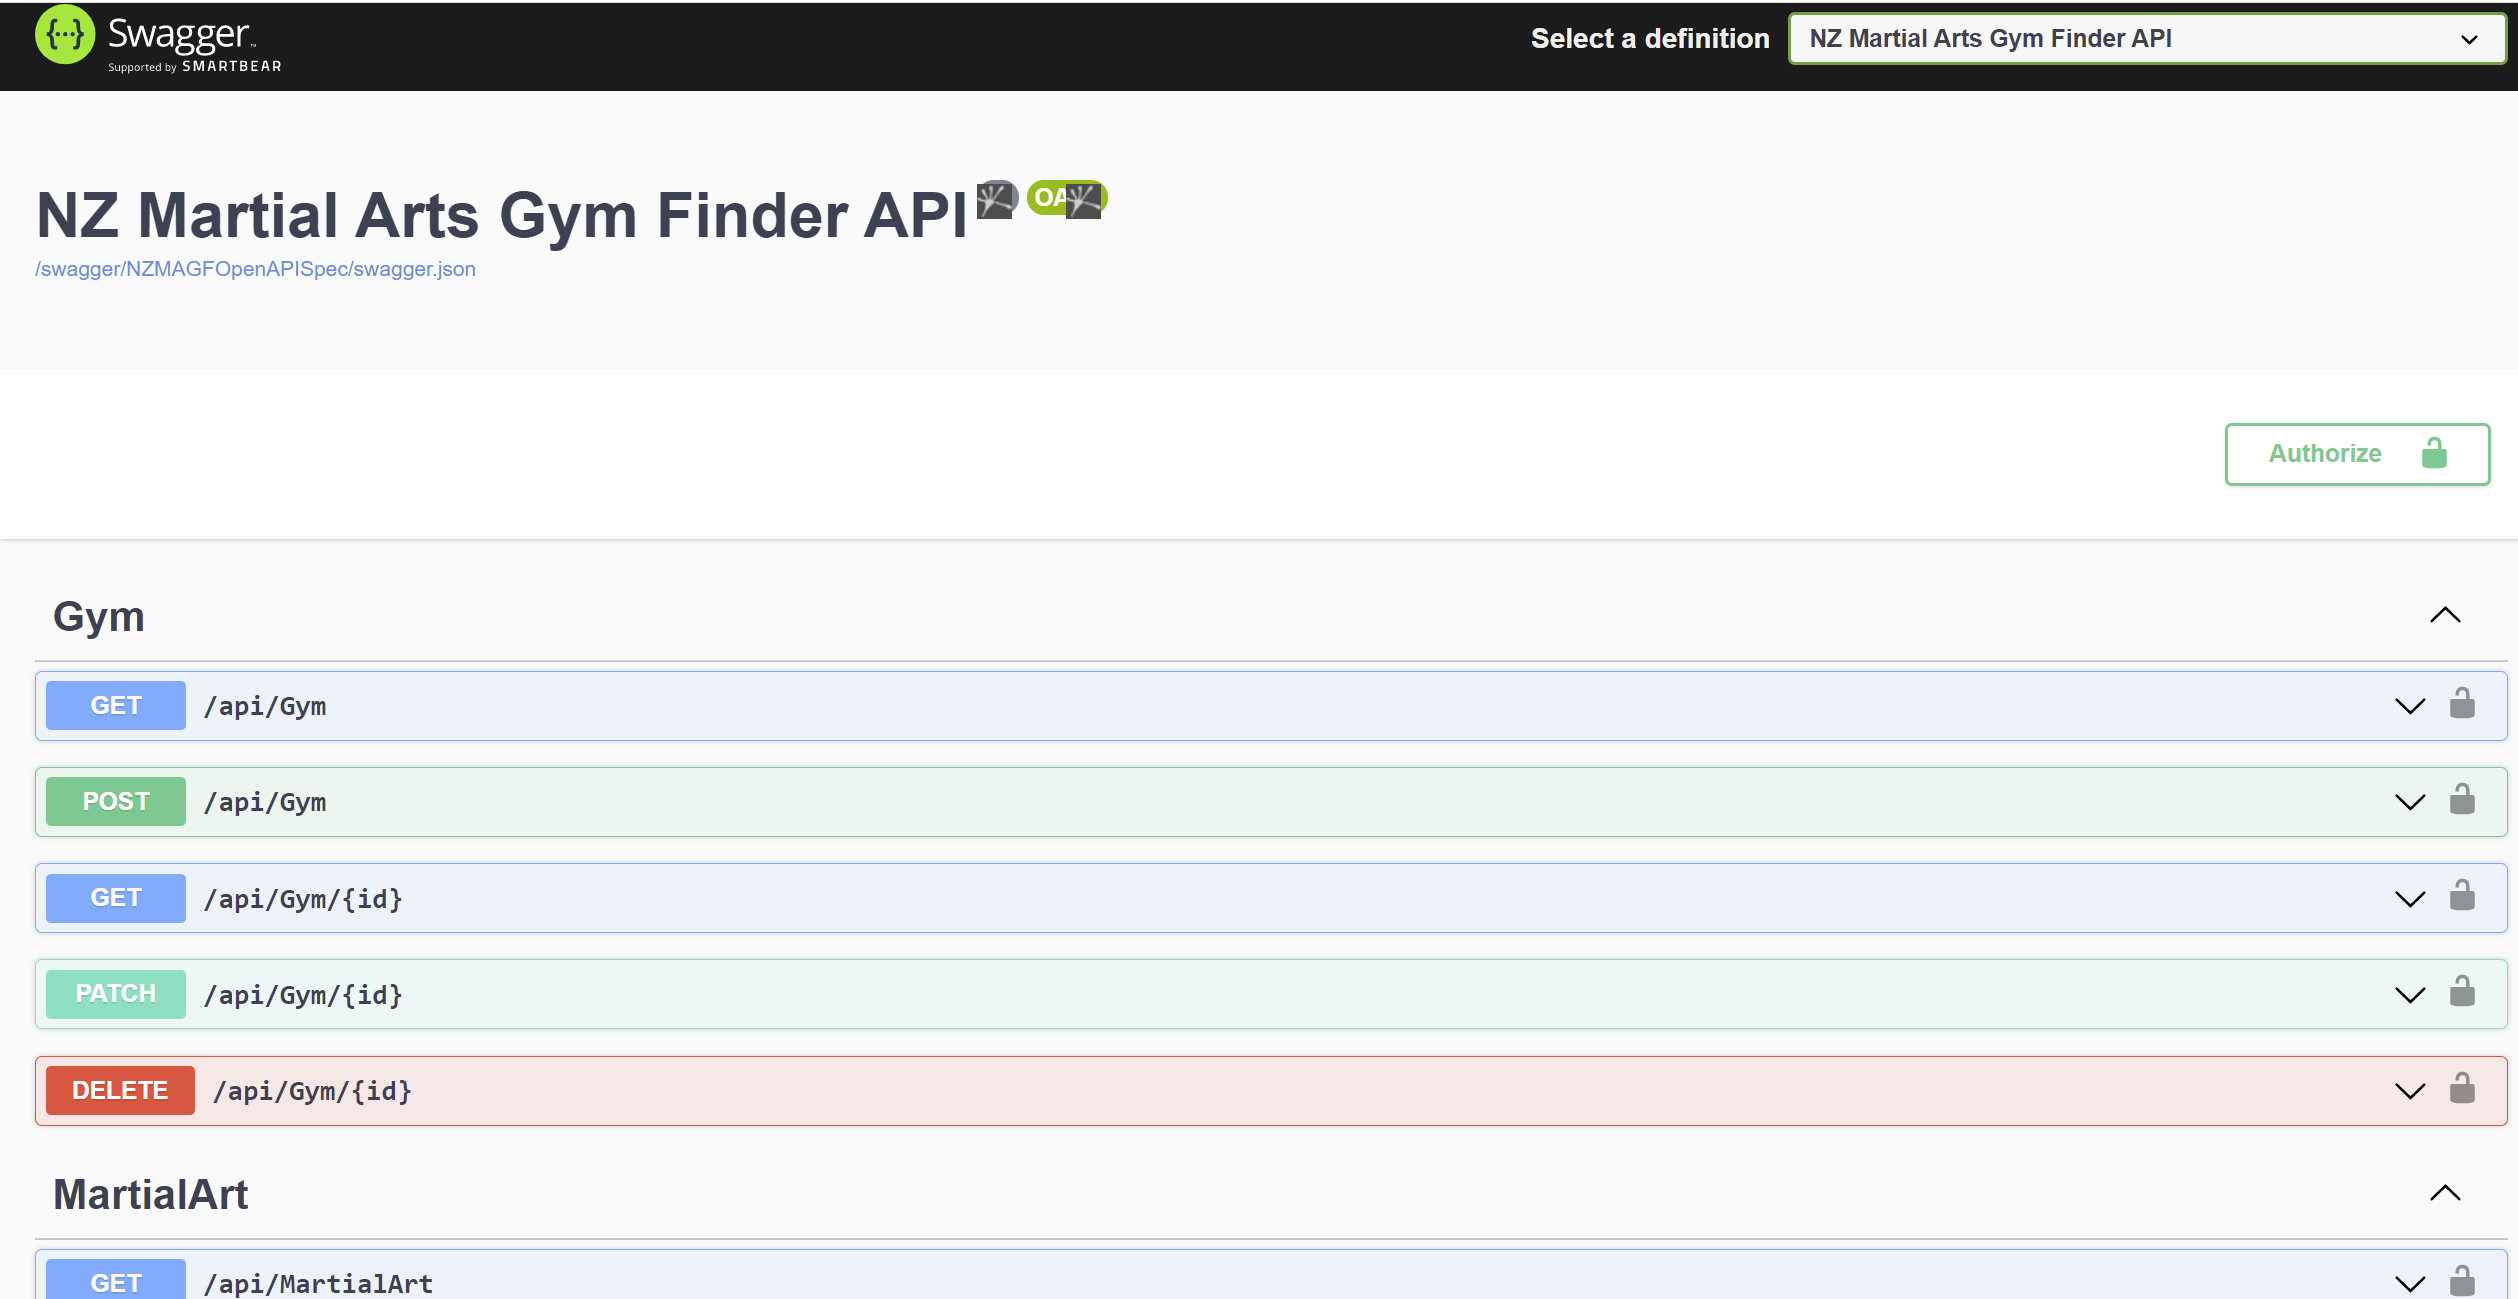 Swagger
Supported by SMARTBEAR
Select a definition
NZ Martial Arts Gym Finder API
NZ Martial Arts Gym Finder API
/swagger/NZMAGFOpenAPISpec/swagger.json
Authorize
Gym
GET /api/Gym
POST /api/Gym
GET /api/Gym/{id}
PATCH /api/Gym/{id}
DELETE /api/Gym/{id}
MartialArt
GET /api/MartialArt